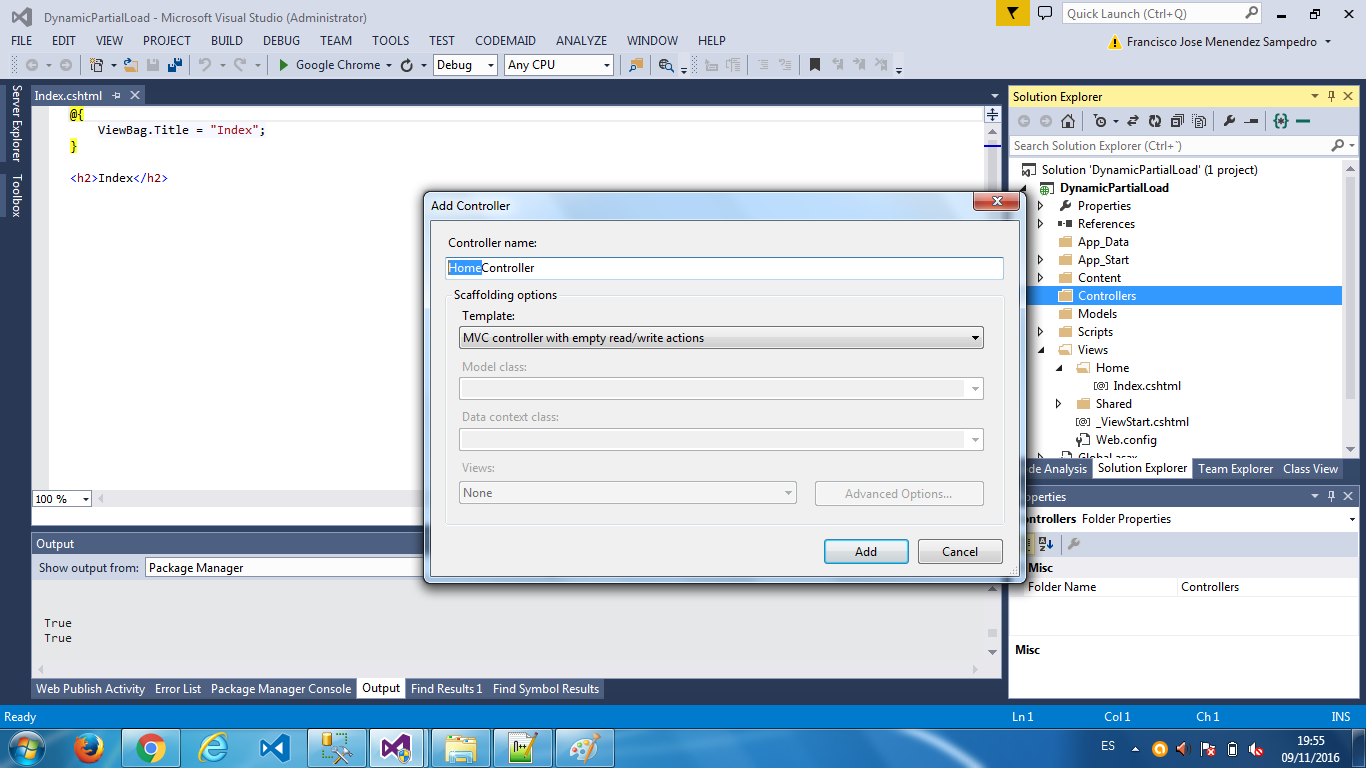 DynamicPartialLoad - Microsoft Visual Studio (Administrator)
Quick Launch (Ctrl+Q)
FILE EDIT VIEW PROJECT BUILD DEBUG TEAM TOOLS TEST CODEMAID ANALYZE WINDOW HELP
Francisco Jose Menendez Sampedro
Google Chrome Debug Any CPU
Server Explorer
Toolbox
Index.cshtml
@{
ViewBag.Title = "Index";
}
<h2>Index</h2>
100 %
Add Controller
Controller name:
HomeController
Scaffolding options
Template:
MVC controller with empty read/write actions
Model class:
Data context class:
Views:
None
Advanced Options...
Add Cancel
Solution Explorer
Search Solution Explorer (Ctrl+`)
Solution 'DynamicPartialLoad' (1 project)
DynamicPartialLoad
Properties
References
App_Data
App_Start
Content
Controllers
Models
Scripts
Views
Home
Index.cshtml
Shared
_ViewStart.cshtml
Web.config
Global.asax
de Analysis Solution Explorer Team Explorer Class View
operties
ontrollers Folder Properties
Misc
Folder Name Controllers
Misc
Output
Show output from: Package Manager
True
True
Web Publish Activity Error List Package Manager Console Output Find Results 1 Find Symbol Results
Ready Ln 1 Col 1 Ch 1 INS
ES
19:55
09/11/2016